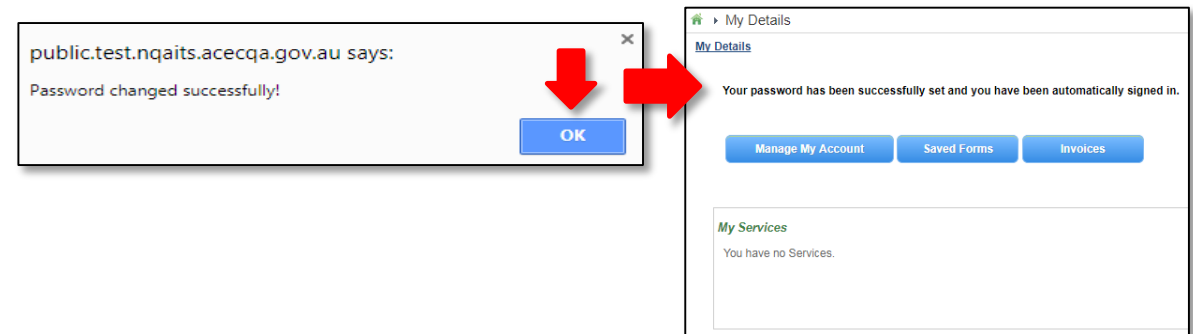 public.test.nqaits.acecqa.gov.au says:
Password changed successfully!
OK
My Details
My Details
Your password has been successfully set and you have been automatically signed in.
Manage My Account Saved Forms Invoices
My Services
You have no Services.